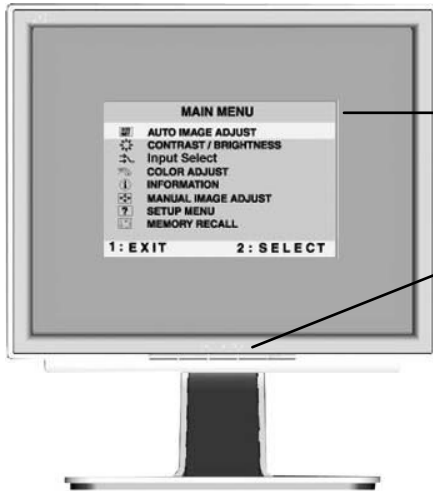 MAIN MENU
AUTO IMAGE ADJUST
CONTRAST / BRIGHTNESS
Input Select
COLOR ADJUST
INFORMATION
MANUAL IMAGE ADJUST
? SETUP MENU
MEMORY RECALL
1: EXIT 2: SELECT